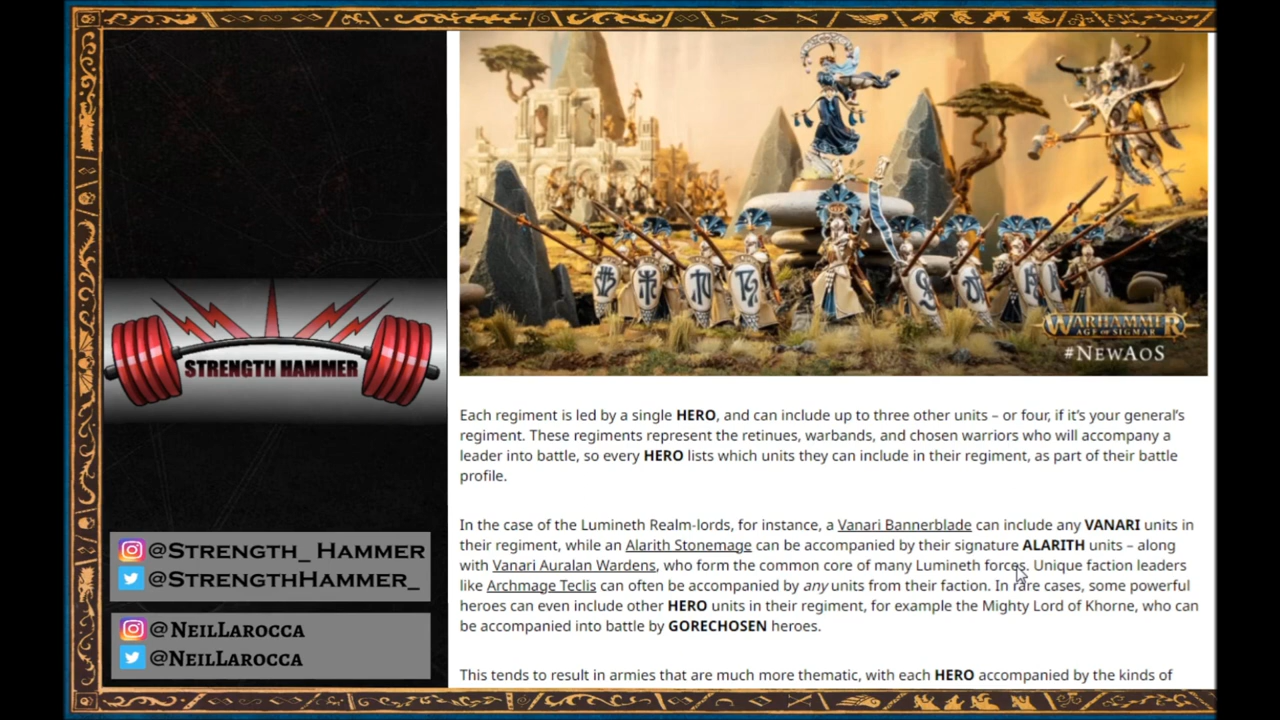 STRENGTH HAMMER
@Strength_Hammer
@StrengthHammer_
@NeilLarocca
@NeilLarocca
WARHAMMER
AGE OF SIGMAR
#NewAoS
Each regiment is led by a single HERO, and can include up to three other units – or four, if it's your general's
regiment. These regiments represent the retinues, warbands, and chosen warriors who will accompany a
leader into battle, so every HERO lists which units they can include in their regiment, as part of their battle
profile.
In the case of the Lumineth Realm-lords, for instance, a Vanari Bannerblade can include any VANARI units in
their regiment, while an Alarith Stonemage can be accompanied by their signature ALARITH units – along
with Vanari Auralan Wardens, who form the common core of many Lumineth forces. Unique faction leaders
like Archmage Teclis can often be accompanied by any units from their faction. In rare cases, some powerful
heroes can even include other HERO units in their regiment, for example the Mighty Lord of Khorne, who can
be accompanied into battle by GORECHOSEN heroes.
This tends to result in armies that are much more thematic, with each HERO accompanied by the kinds of